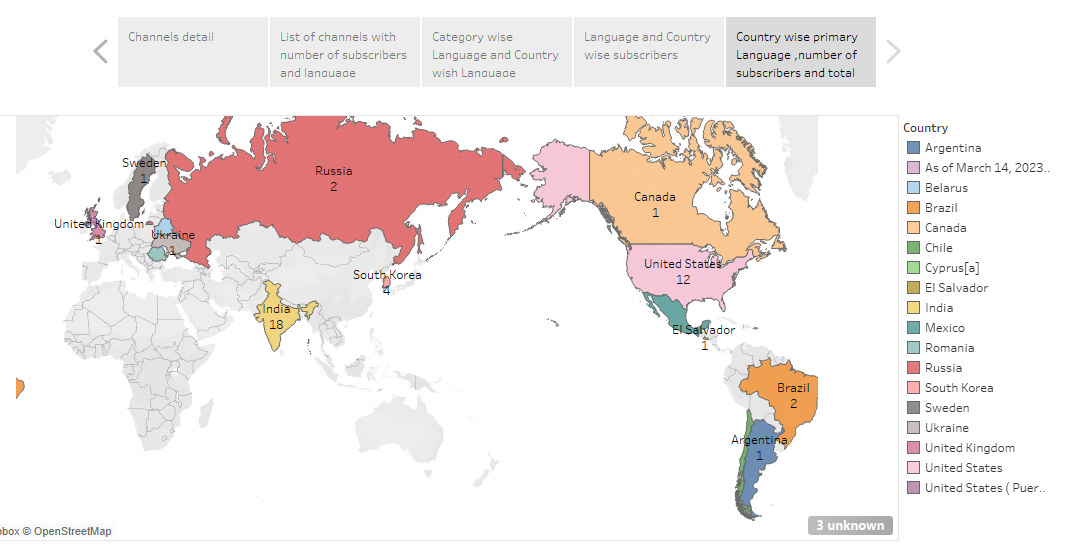 Channels detail
List of channels with
number of subscribers
and language
Category wise
Language and Country
wish Language
Language and Country
wise subscribers
Country wise primary
Language ,number of
subscribers and total
Country
Argentina
As of March 14, 2023..
Belarus
Brazil
Canada
Chile
Cyprus[a]
El Salvador
India
Mexico
Romania
Russia
South Korea
Sweden
Ukraine
United Kingdom
United States
United States ( Puer..
Sweden
1
Russia
2
Canada
1
United Kingdom
1
Ukraine
1
South Korea
4
United States
12
India
18
El Salvador
1
Brazil
2
Argentina
1
3 unknown
pbox © OpenStreetMap